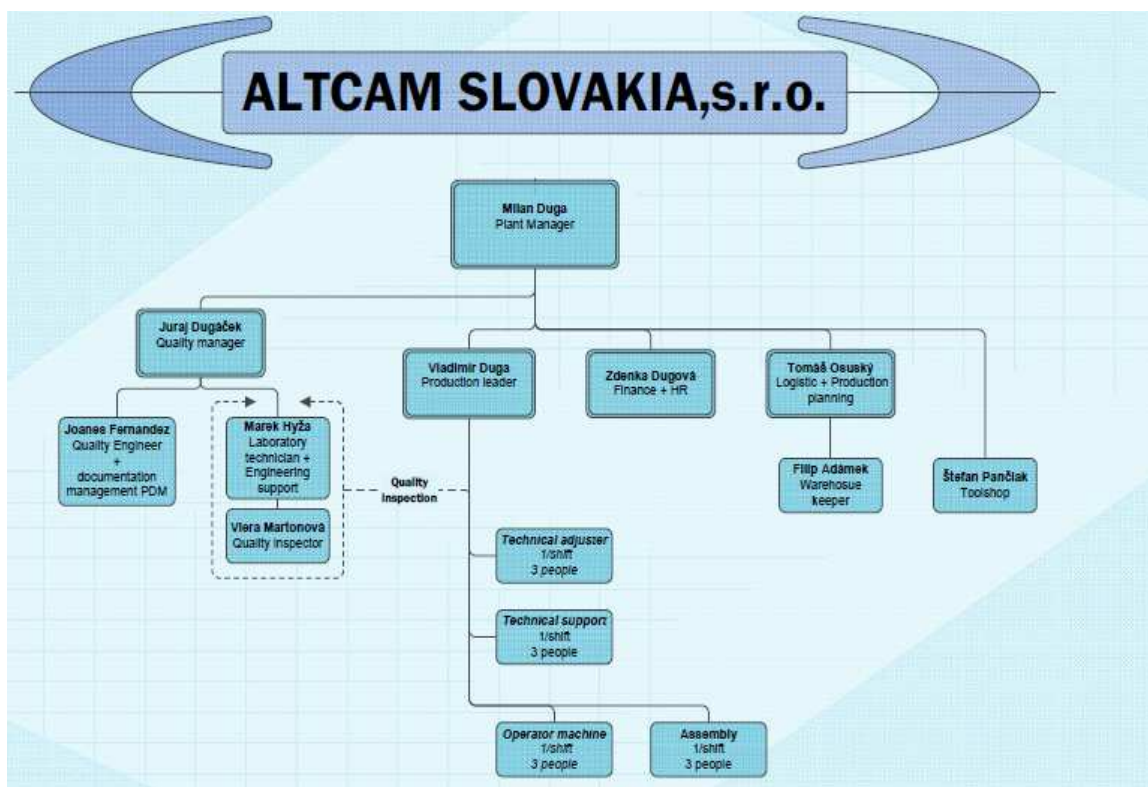 ALTCAM SLOVAKIA,s.r.o.
Milan Duga
Plant Manager
Juraj Dugáček
Quality manager
Vladimír Duga
Production leader
Zdenka Dugová
Finance + HR
Tomáš Osuský
Logistic + Production
planning
Joanes Fernandez
Quality Engineer
+
documentation
management PDM
Marek Hyža
Laboratory
technician +
Engineering
support
Viera Martonová
Quality inspector
Quality
inspection
Filip Adámek
Warehosue
keeper
Štefan Pančiak
Toolshop
Technical adjuster
1/shift
3 people
Technical support
1/shift
3 people
Operator machine
1/shift
3 people
Assembly
1/shift
3 people